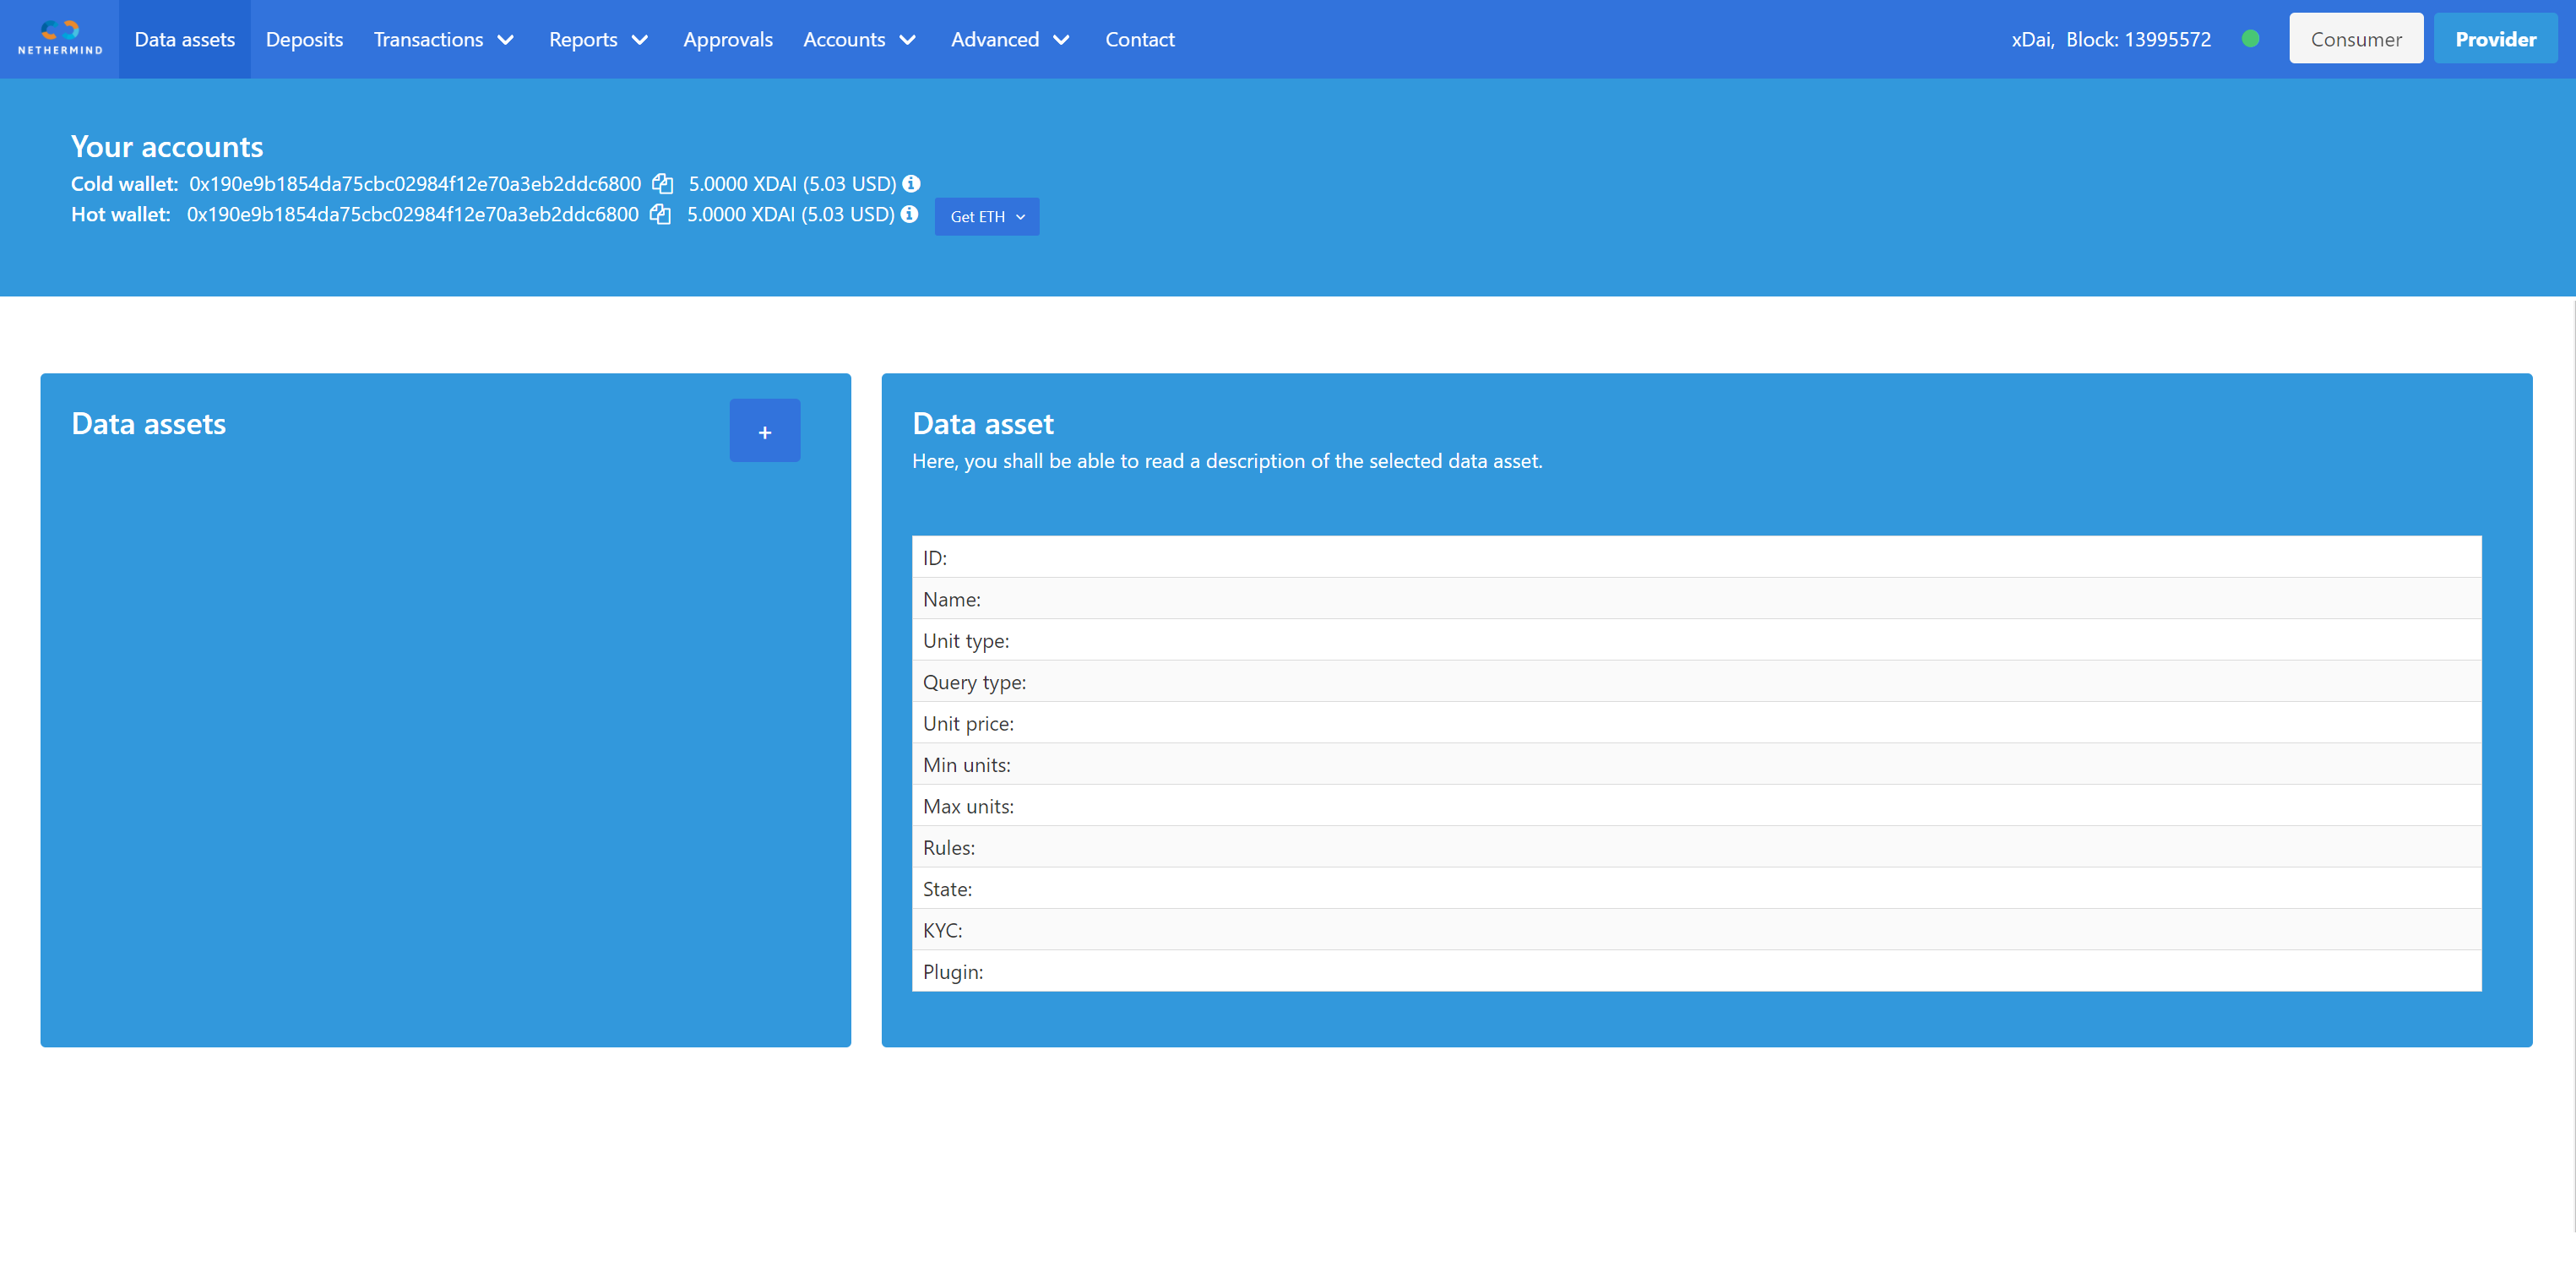 NETHERMIND Data assets Deposits Transactions Reports Approvals Accounts Advanced Contact xDai, Block: 13995572 Consumer Provider
Your accounts
Cold wallet: 0x190e9b1854da75cbc02984f12e70a3eb2ddc6800 5.0000 XDAI (5.03 USD)
Hot wallet: 0x190e9b1854da75cbc02984f12e70a3eb2ddc6800 5.0000 XDAI (5.03 USD) Get ETH
Data assets +
Data asset
Here, you shall be able to read a description of the selected data asset.
ID:
Name:
Unit type:
Query type:
Unit price:
Min units:
Max units:
Rules:
State:
KYC:
Plugin: